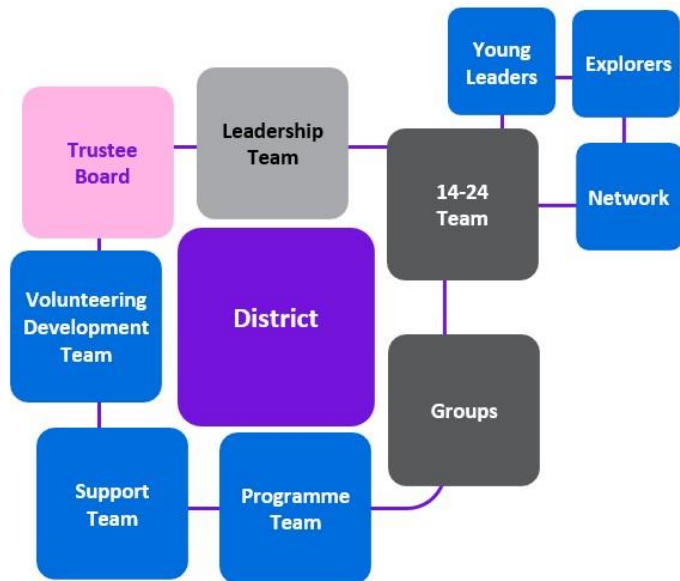 Young
Leaders
Explorers
Trustee
Board
Leadership
Team
14-24
Team
Network
Volunteering
Development
Team
District
Groups
Support
Team
Programme
Team